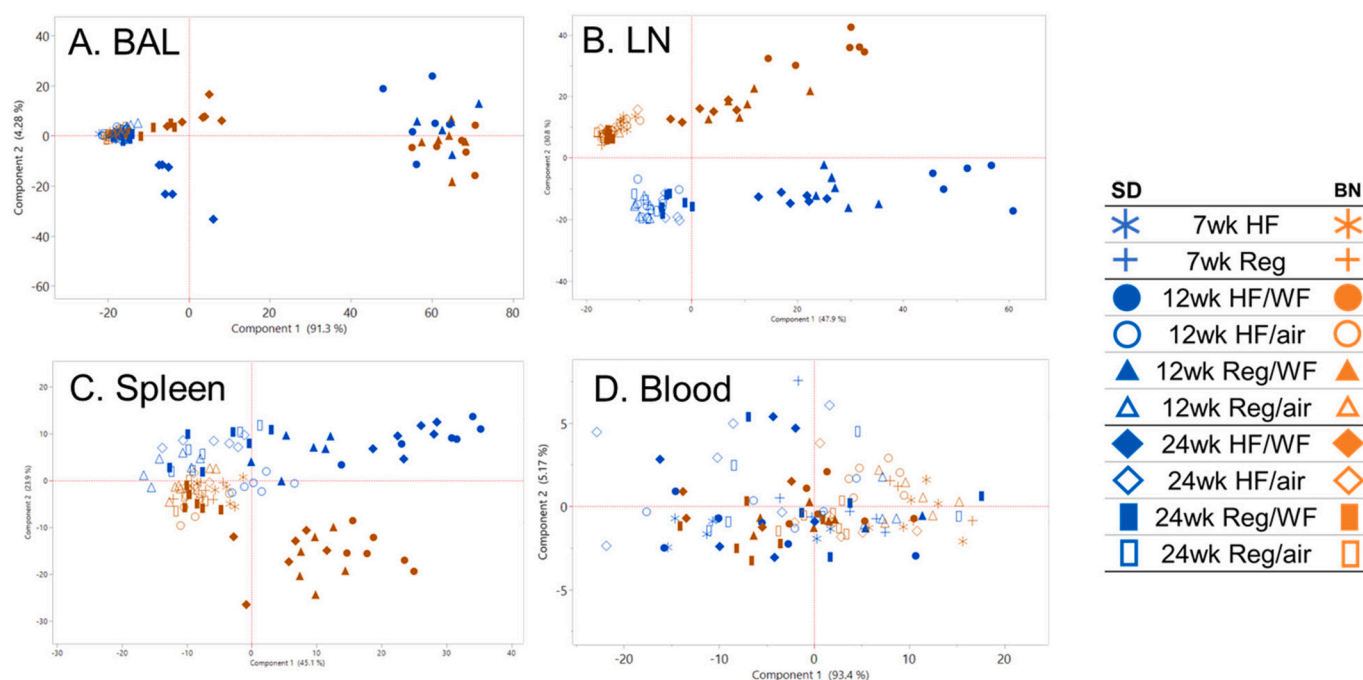 A. BAL
40
20
0
-20
-40
-60
Component 2 (4.28 %)
-20
0
20
40
60
80
Component 1 (91.3 %)
B. LN
40
20
0
-20
-40
Component 2 (30.8 %)
-20
0
20
40
60
Component 1 (47.9 %)
C. Spleen
20
10
0
-10
-20
-30
Component 2 (23.9 %)
-30
-20
-10
0
10
20
30
40
Component 1 (45.1 %)
D. Blood
5
0
-5
Component 2 (5.17 %)
-20
-10
0
10
20
Component 1 (93.4 %)
SD BN
7wk HF
7wk Reg
12wk HF/WF
12wk HF/air
12wk Reg/WF
12wk Reg/air
24wk HF/WF
24wk HF/air
24wk Reg/WF
24wk Reg/air